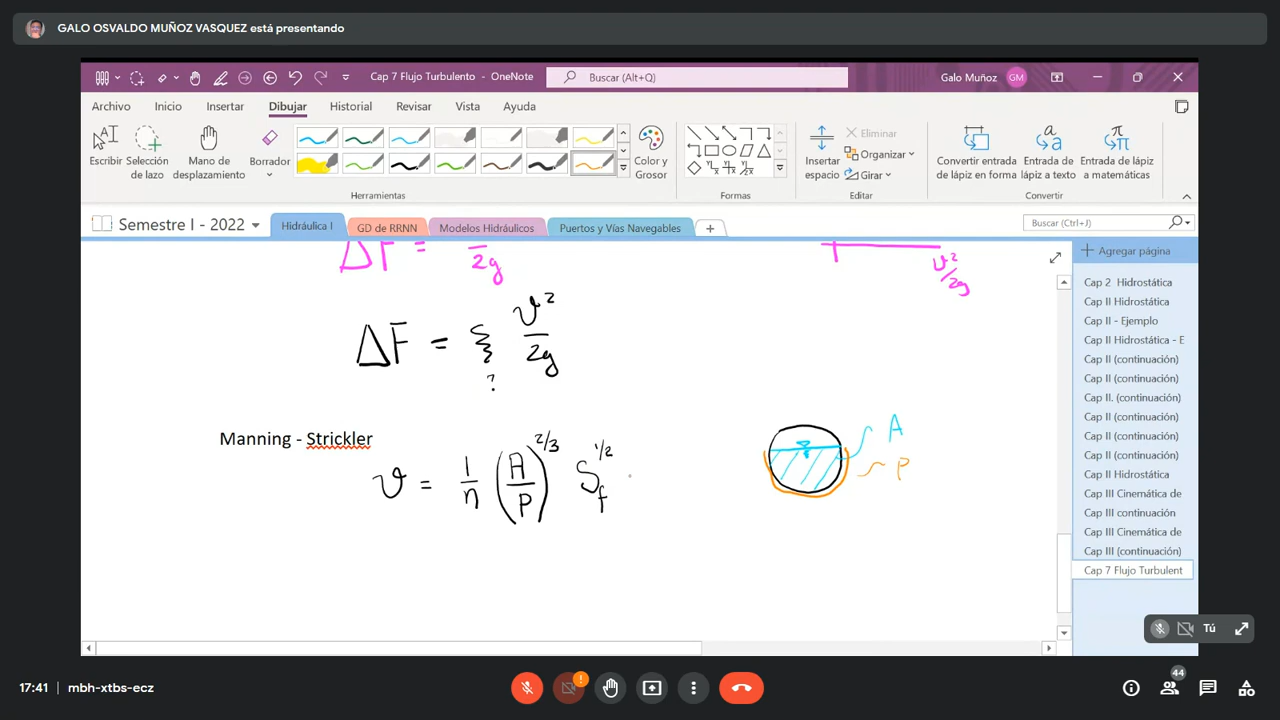 GALO OSVALDO MUÑOZ VASQUEZ está presentando
Cap 7 Flujo Turbulento - OneNote
Buscar (Alt+Q)
Galo Muñoz
GM
Archivo Inicio Insertar Dibujar Historial Revisar Vista Ayuda
Escribir
Selección de lazo
Mano de desplazamiento
Borrador
Color y Grosor
Insertar espacio
Eliminar
Organizar
Girar
Convertir entrada de lápiz en forma
Entrada de lápiz a texto
Entrada de lápiz a matemáticas
Herramientas
Formas
Editar
Convertir
Semestre I - 2022
Hidráulica I
GD de RRNN
Modelos Hidráulicos
Puertos y Vías Navegables
+
Buscar (Ctrl+J)
Agregar página
Cap 2 Hidrostática
Cap II Hidrostática
Cap II - Ejemplo
Cap II Hidrostática - E
Cap II (continuación)
Cap II (continuación)
Cap II. (continuación)
Cap II (continuación)
Cap II (continuación)
Cap II (continuación)
Cap II Hidrostática
Cap III Cinemática de
Cap III continuación
Cap III Cinemática de
Cap III (continuación)
Cap 7 Flujo Turbulent
ΔF = 2g
v²/2g
ΔF = ξ v²/2g
?
Manning - Strickler
v = 1/n (A/P)^2/3 S_f^1/2
A
P
Tú
17:41
mbh-xtbs-ecz
44